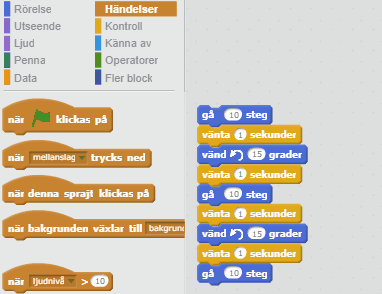 Rörelse
Händelser
Utseende
Kontroll
Ljud
Känna av
Penna
Operatorer
Data
Fler block
när klickas på
när mellanslag trycks ned
när denna sprajt klickas på
när bakgrunden växlar till bakgrun
när ljudnivå > 10
gå 10 steg
vänta 1 sekunder
vänd 15 grader
vänta 1 sekunder
gå 10 steg
vänta 1 sekunder
vänd 15 grader
vänta 1 sekunder
gå 10 steg